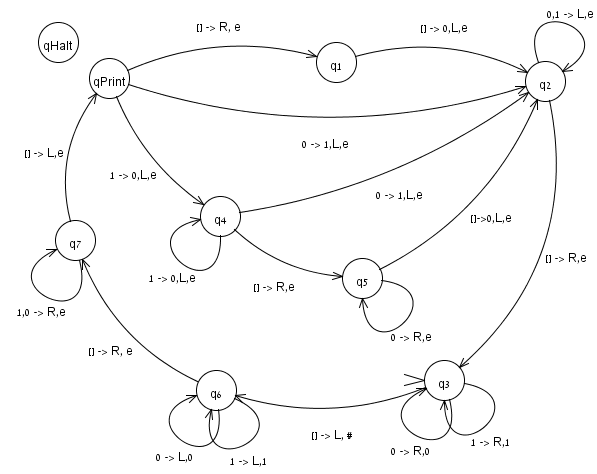 0,1 -> L,e
[] -> R, e
[] -> 0,L,e
qHalt
q1
qPrint
q2
0 -> 1,L,e
[] -> L,e
1 -> 0,L,e
0 -> 1,L,e
q4
[]->0,L,e
q7
[] -> R,e
1 -> 0,L,e
q5
[] -> R,e
1,0 -> R,e
0 -> R,e
[] -> R, e
q6
q3
[] -> L, #
0 -> L,0
1 -> L,1
0 -> R,0
1 -> R,1